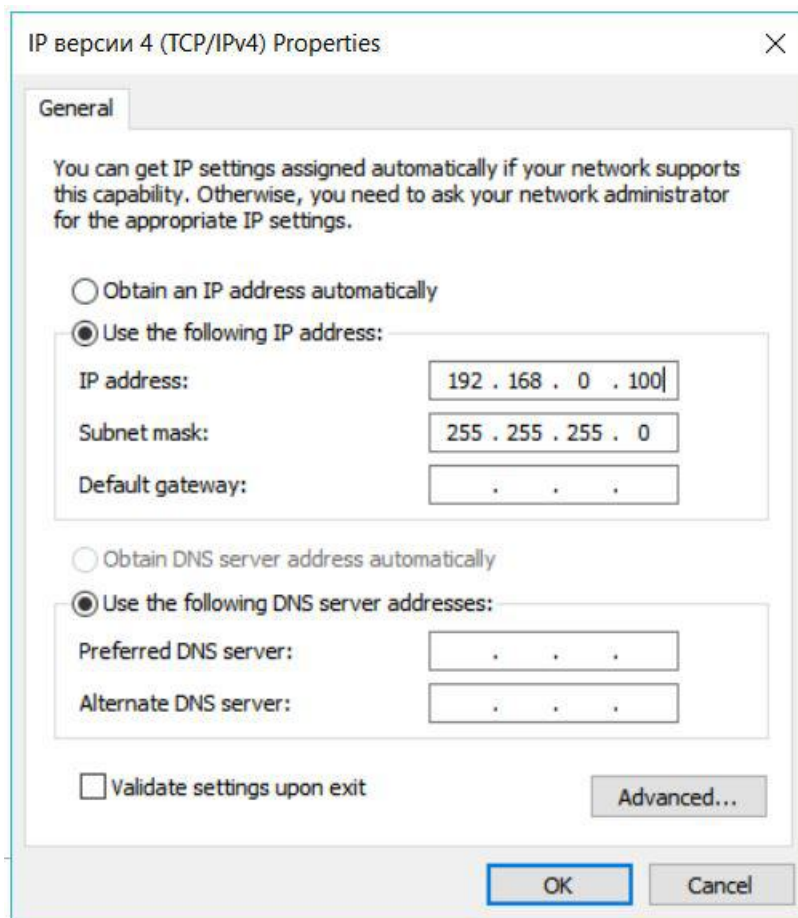 IP версии 4 (TCP/IPv4) Properties
General
You can get IP settings assigned automatically if your network supports
this capability. Otherwise, you need to ask your network administrator
for the appropriate IP settings.
Obtain an IP address automatically
Use the following IP address:
IP address: 192 . 168 . 0 . 100
Subnet mask: 255 . 255 . 255 . 0
Default gateway: . . .
Obtain DNS server address automatically
Use the following DNS server addresses:
Preferred DNS server: . . .
Alternate DNS server: . . .
Validate settings upon exit
Advanced...
OK Cancel